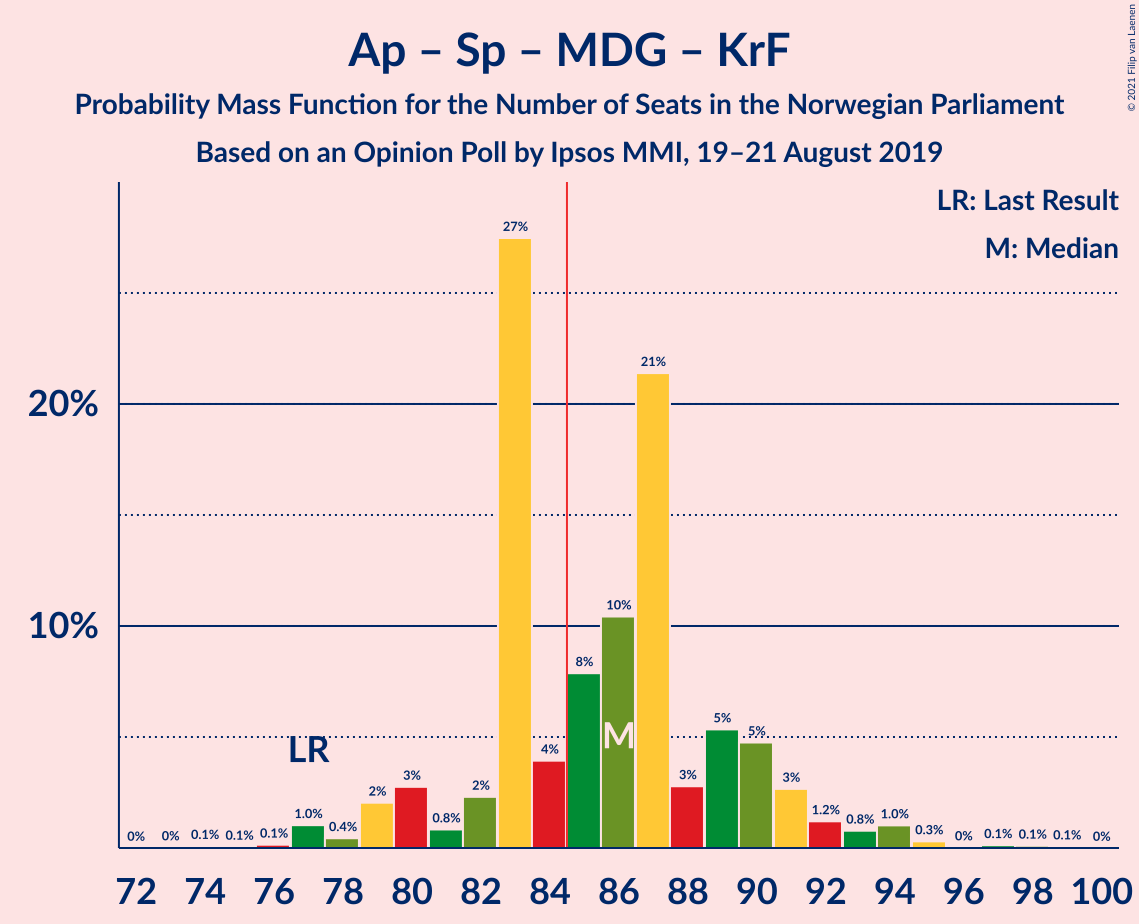 Ap – Sp – MDG – KrF
Probability Mass Function for the Number of Seats in the Norwegian Parliament
Based on an Opinion Poll by Ipsos MMI, 19–21 August 2019
© 2021 Filip van Laenen
LR: Last Result
M: Median
20%
10%
0% 0% 0.1% 0.1% 0.1% 1.0% 0.4% 2% 3% 0.8% 2% 27% 4% 8% 10% 21% 3% 5% 5% 3% 1.2% 0.8% 1.0% 0.3% 0% 0.1% 0.1% 0.1% 0%
LR
M
72 74 76 78 80 82 84 86 88 90 92 94 96 98 100